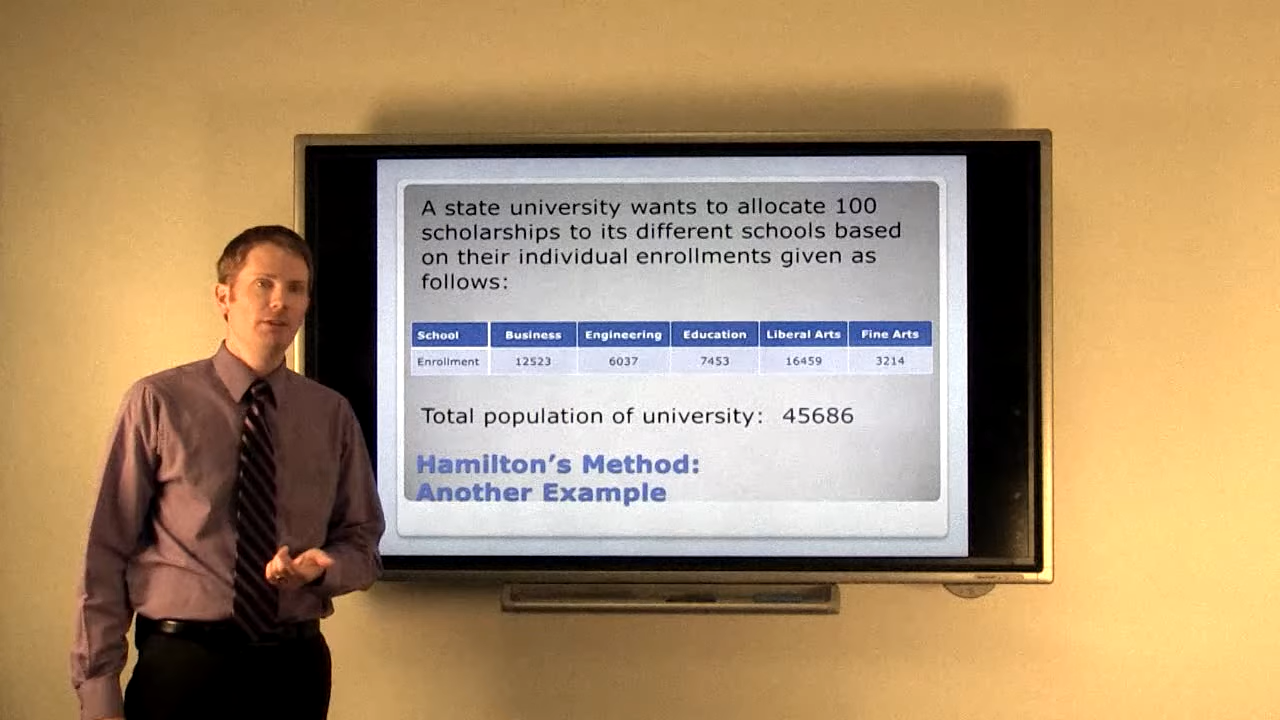 A state university wants to allocate 100
scholarships to its different schools based
on their individual enrollments given as
follows:
School Business Engineering Education Liberal Arts Fine Arts
Enrollment 12523 6037 7453 16459 3214
Total population of university: 45686
Hamilton's Method:
Another Example